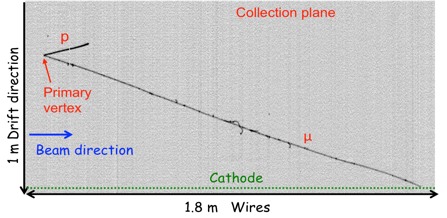 Collection plane
p
Primary
vertex
1 m Drift direction
Beam direction
μ
Cathode
1.8 m Wires